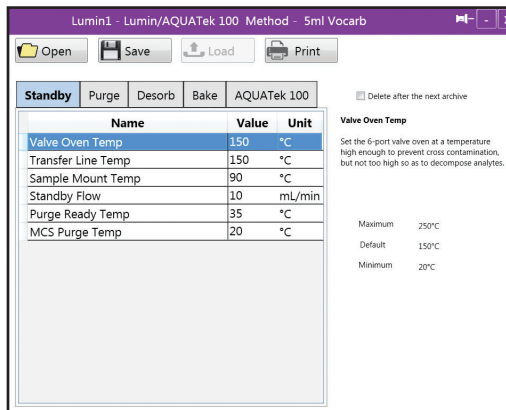 Lumin1 - Lumin/AQUATek 100 Method - 5ml Vocarb
Open Save Load Print
Standby Purge Desorb Bake AQUATek 100
Delete after the next archive
Name Value Unit
Valve Oven Temp 150 °C
Transfer Line Temp 150 °C
Sample Mount Temp 90 °C
Standby Flow 10 mL/min
Purge Ready Temp 35 °C
MCS Purge Temp 20 °C
Valve Oven Temp
Set the 6-port valve oven at a temperature
high enough to prevent cross contamination,
but not too high so as to decompose analytes.
Maximum 250°C
Default 150°C
Minimum 20°C